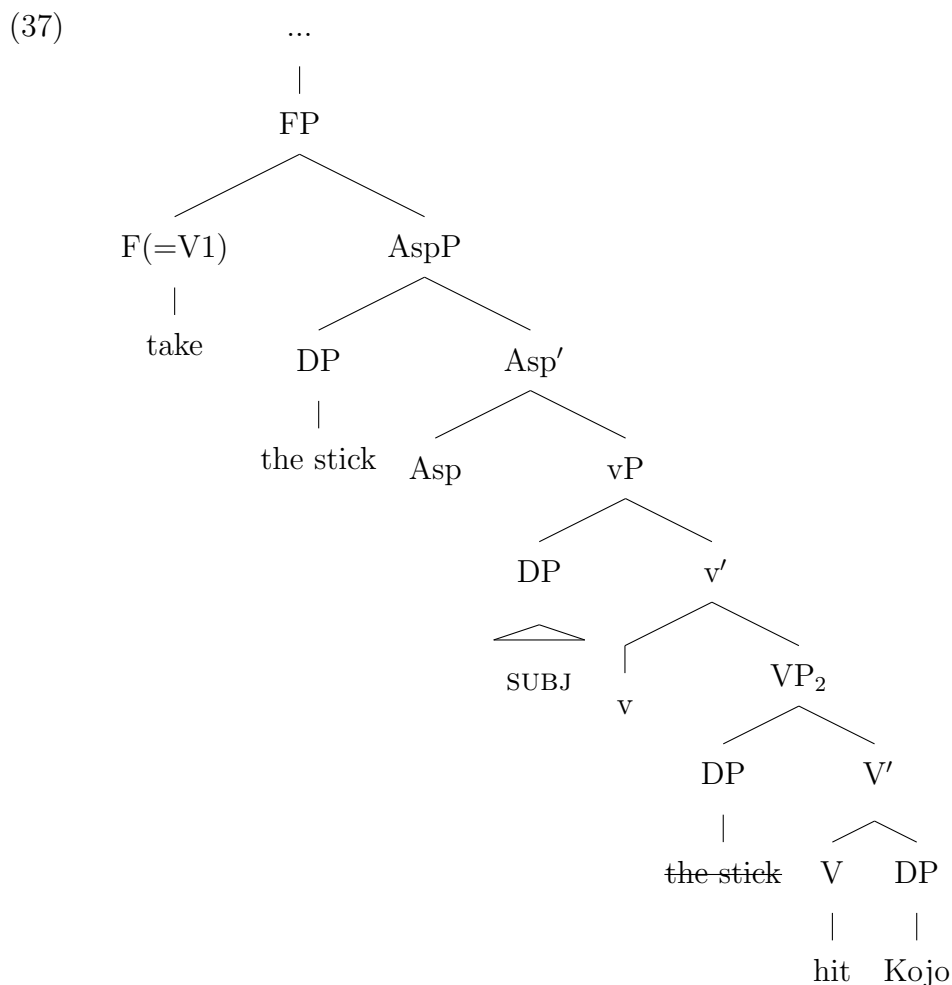 (37) ...
FP
F(=V1) AspP
take DP Asp′
the stick Asp vP
DP v′
SUBJ v VP₂
DP V′
the stick V DP
hit Kojo